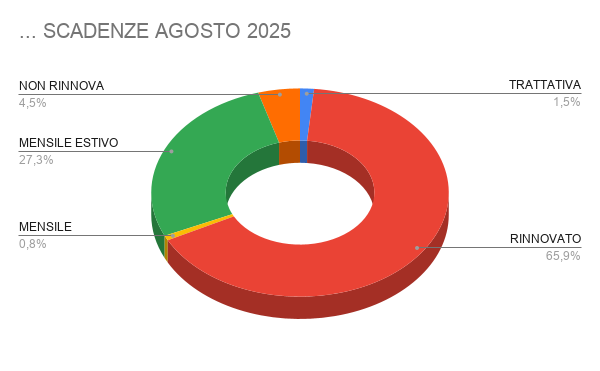 ... SCADENZE AGOSTO 2025
NON RINNOVA
4,5%
MENSILE ESTIVO
27,3%
MENSILE
0,8%
TRATTATIVA
1,5%
RINNOVATO
65,9%